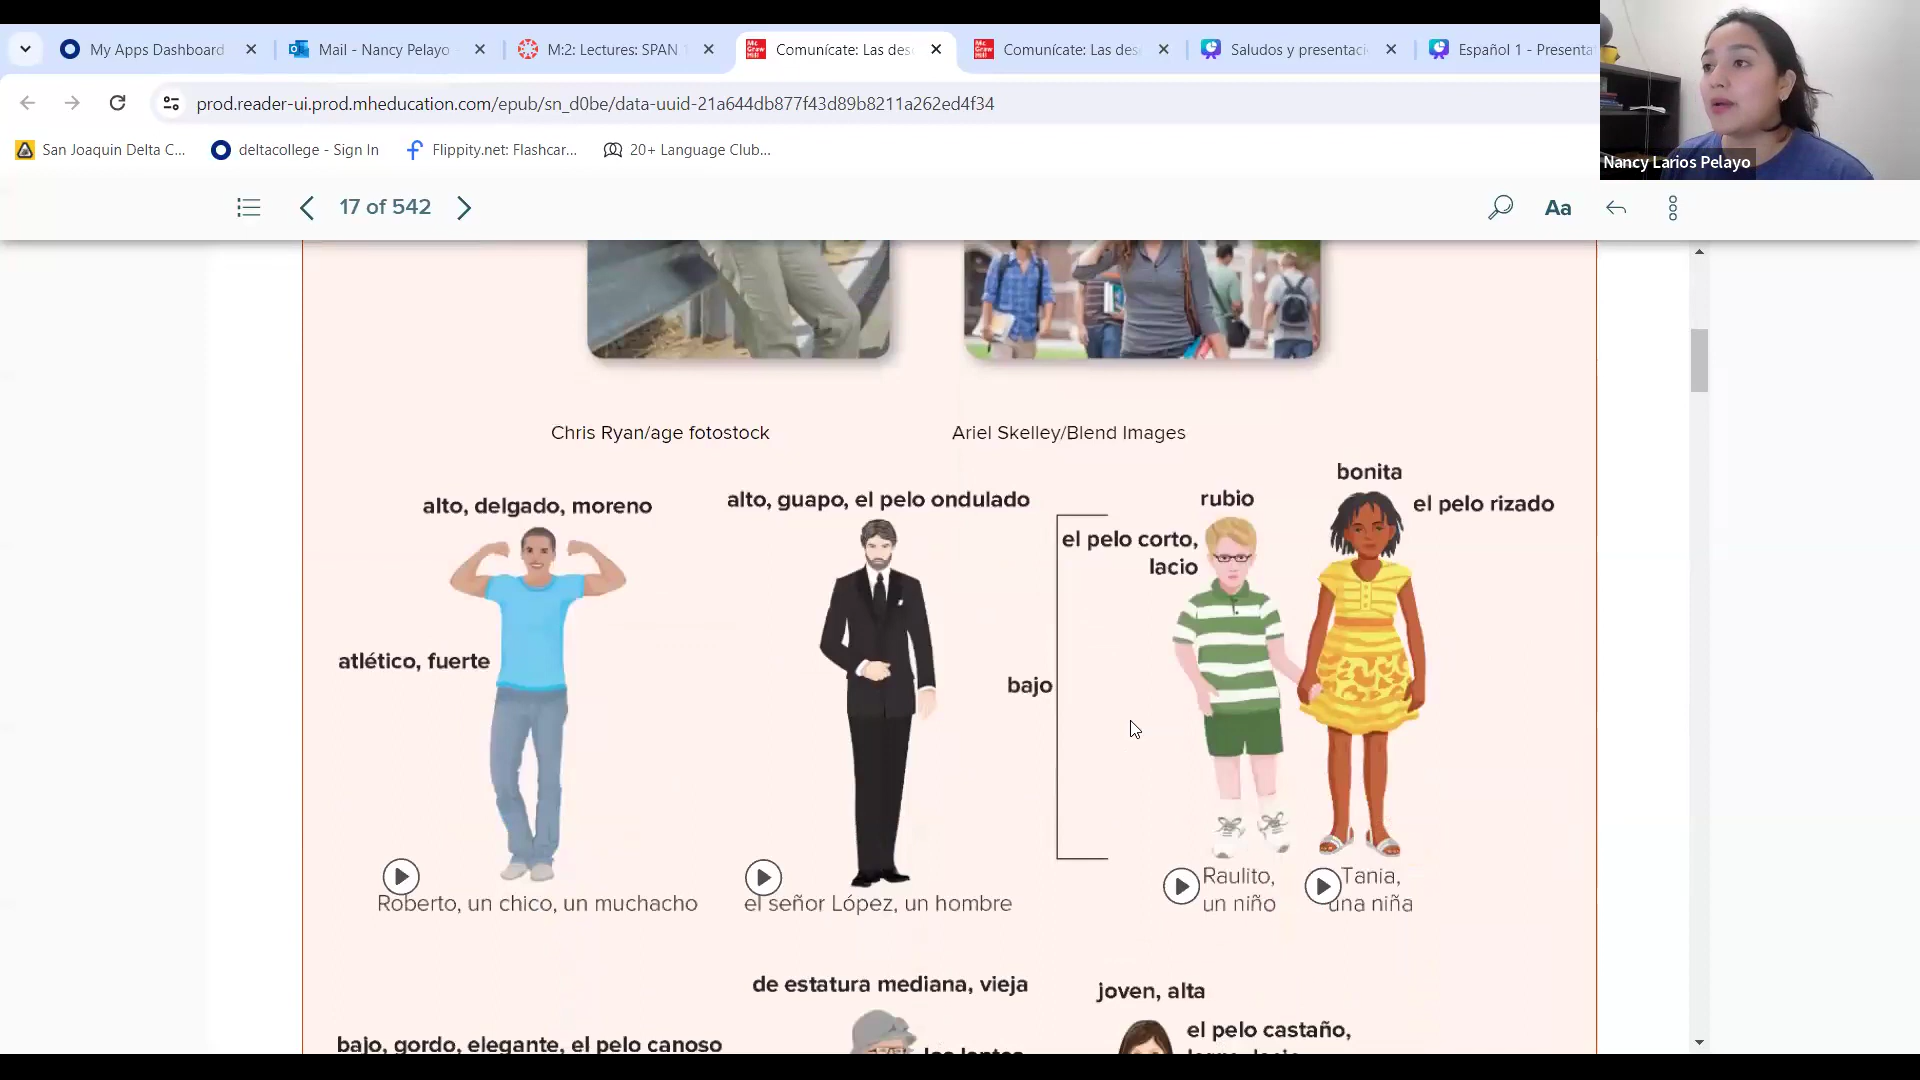 My Apps Dashboard
Mail - Nancy Pelayo
M:2: Lectures: SPAN
Comunícate: Las des
Comunícate: Las des
Saludos y presentaci
Español 1 - Presenta
prod.reader-ui.prod.mheducation.com/epub/sn_d0be/data-uuid-21a644db877f43d89b8211a262ed4f34
San Joaquin Delta C...
deltacollege - Sign In
Flippity.net: Flashcar...
20+ Language Club...
Nancy Larios Pelayo
17 of 542
Aa
Chris Ryan/age fotostock
Ariel Skelley/Blend Images
alto, delgado, moreno
atlético, fuerte
Roberto, un chico, un muchacho
alto, guapo, el pelo ondulado
el señor López, un hombre
rubio
el pelo corto,
lacio
bajo
Raulito,
un niño
bonita
el pelo rizado
Tania,
una niña
bajo, gordo, elegante, el pelo canoso
de estatura mediana, vieja
joven, alta
el pelo castaño,